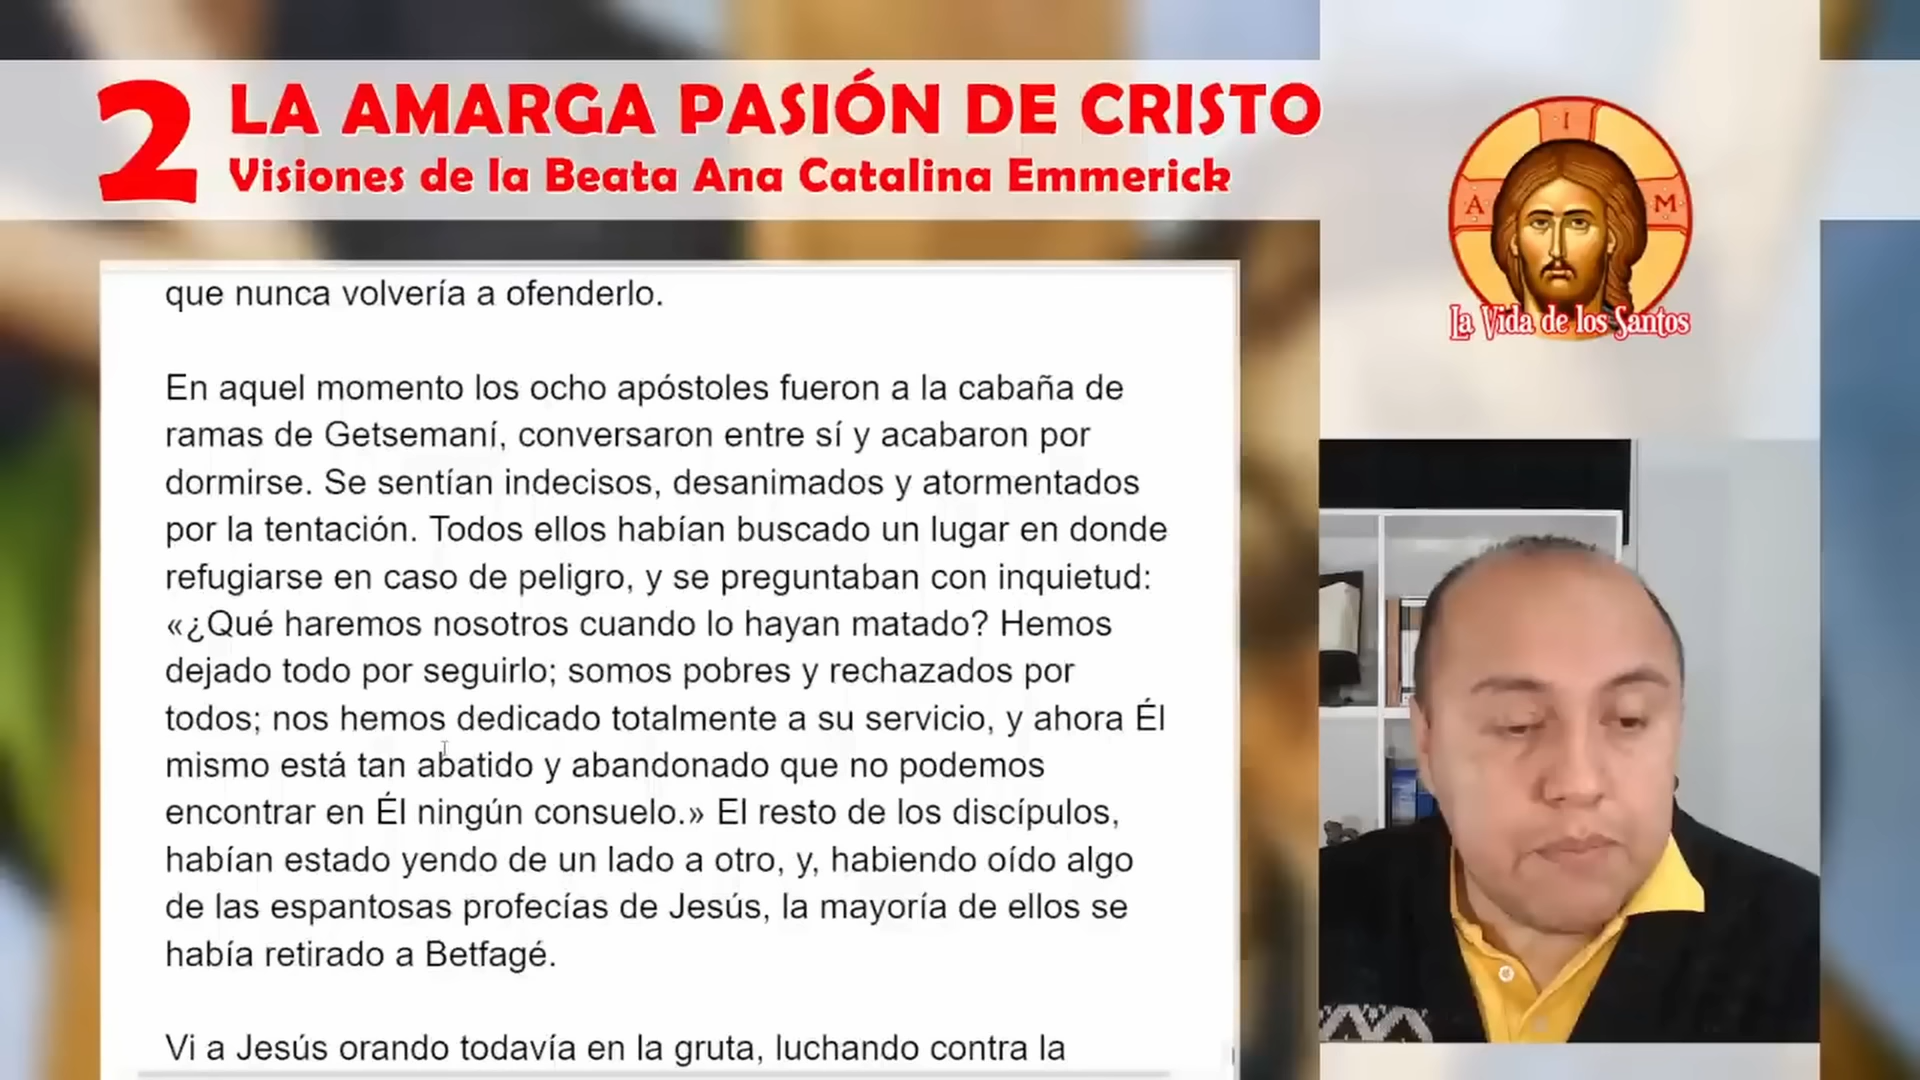 2
LA AMARGA PASIÓN DE CRISTO
Visiones de la Beata Ana Catalina Emmerick
I
A
M
La Vida de los Santos
que nunca volvería a ofenderlo.
En aquel momento los ocho apóstoles fueron a la cabaña de
ramas de Getsemaní, conversaron entre sí y acabaron por
dormirse. Se sentían indecisos, desanimados y atormentados
por la tentación. Todos ellos habían buscado un lugar en donde
refugiarse en caso de peligro, y se preguntaban con inquietud:
«¿Qué haremos nosotros cuando lo hayan matado? Hemos
dejado todo por seguirlo; somos pobres y rechazados por
todos; nos hemos dedicado totalmente a su servicio, y ahora Él
mismo está tan abatido y abandonado que no podemos
encontrar en Él ningún consuelo.» El resto de los discípulos,
habían estado yendo de un lado a otro, y, habiendo oído algo
de las espantosas profecías de Jesús, la mayoría de ellos se
había retirado a Betfagé.
Vi a Jesús orando todavía en la gruta, luchando contra la